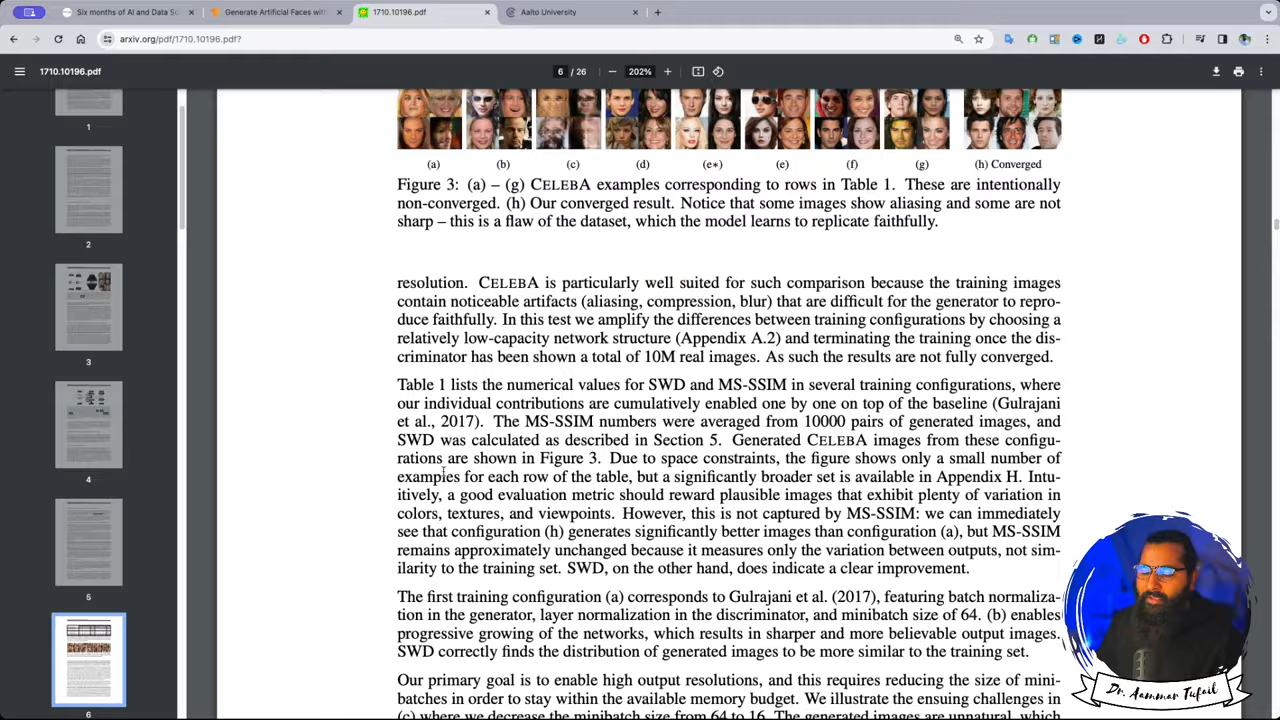 Six months of AI and Data Sc
Generate Artificial Faces with
1710.10196.pdf
Aalto University
arxiv.org/pdf/1710.10196.pdf?
1710.10196.pdf
6 / 26
202%
1
2
3
4
5
6
(a) (b) (c) (d) (e∗) (e) (f) (g) (h) Converged
Figure 3: (a) – (g) CELEBA examples corresponding to rows in Table 1. These are intentionally
non-converged. (h) Our converged result. Notice that some images show aliasing and some are not
sharp – this is a flaw of the dataset, which the model learns to replicate faithfully.
resolution. CELEBA is particularly well suited for such comparison because the training images
contain noticeable artifacts (aliasing, compression, blur) that are difficult for the generator to repro-
duce faithfully. In this test we amplify the differences between training configurations by choosing a
relatively low-capacity network structure (Appendix A.2) and terminating the training once the dis-
criminator has been shown a total of 10M real images. As such the results are not fully converged.
Table 1 lists the numerical values for SWD and MS-SSIM in several training configurations, where
our individual contributions are cumulatively enabled one by one on top of the baseline (Gulrajani
et al., 2017). The MS-SSIM numbers were averaged from 10000 pairs of generated images, and
SWD was calculated as described in Section 5. Generated CELEBA images from these configu-
rations are shown in Figure 3. Due to space constraints, the figure shows only a small number of
examples for each row of the table, but a significantly broader set is available in Appendix H. Intu-
itively, a good evaluation metric should reward plausible images that exhibit plenty of variation in
colors, textures, and viewpoints. However, this is not captured by MS-SSIM: we can immediately
see that configuration (h) generates significantly better images than configuration (a), but MS-SSIM
remains approximately unchanged because it measures only the variation between outputs, not sim-
ilarity to the training set. SWD, on the other hand, does indicate a clear improvement.
The first training configuration (a) corresponds to Gulrajani et al. (2017), featuring batch normaliza-
tion in the generator, layer normalization in the discriminator, and minibatch size of 64. (b) enables
progressive growing of the networks, which results in sharper and more believable output images.
SWD correctly finds the distribution of generated images to be more similar to the training set.
Our primary goal is to enable high output resolutions, and this requires reducing the size of mini-
batches in order to stay within the available memory budget. We illustrate the ensuing challenges in
(c) where we decrease the minibatch size from 64 to 16. The generated images are unnatural, which
Dr. Aammar Tufail